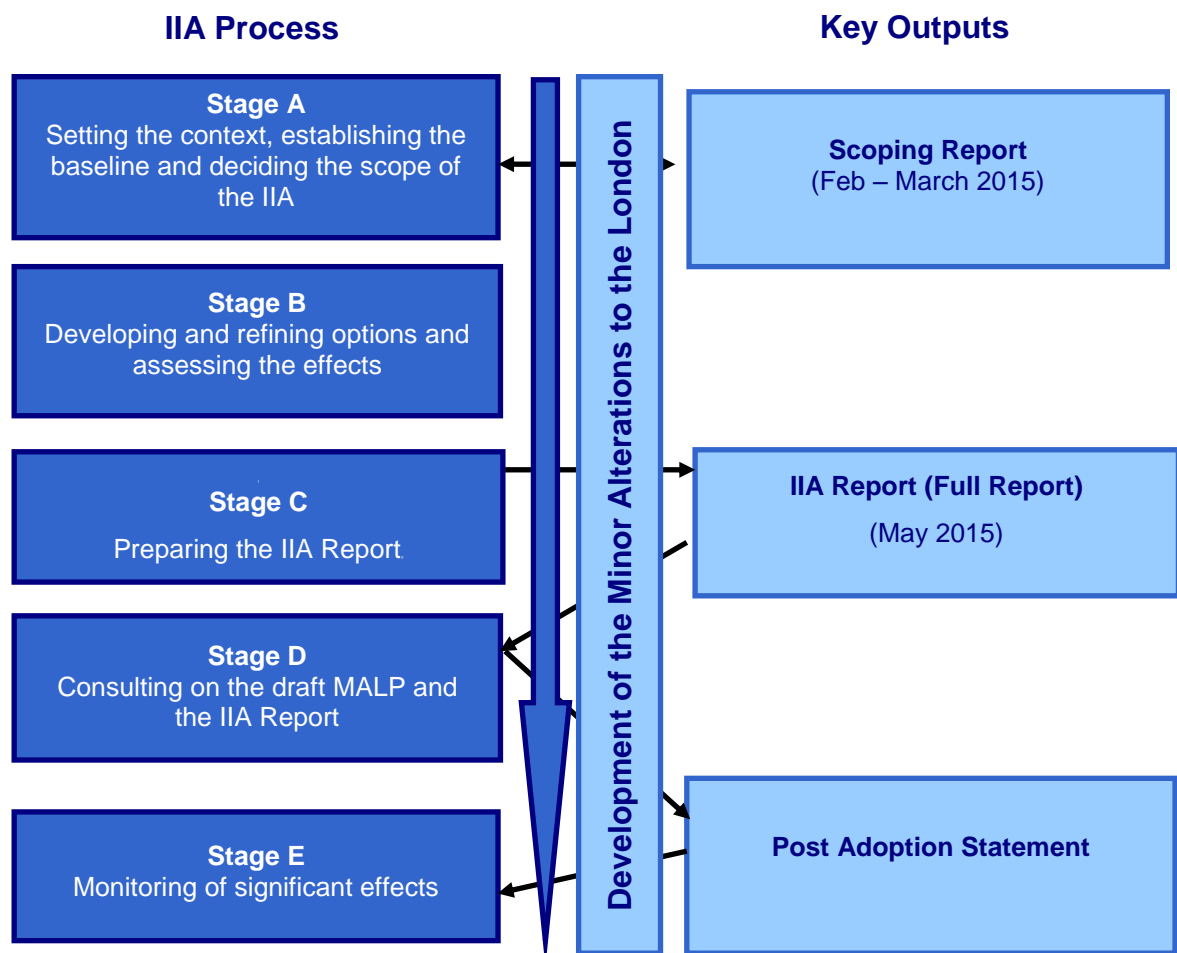 IIA Process
Key Outputs
Stage A
Setting the context, establishing the
baseline and deciding the scope of
the IIA
Scoping Report
(Feb – March 2015)
Stage B
Developing and refining options and
assessing the effects
Development of the Minor Alterations to the London
Stage C
Preparing the IIA Report
IIA Report (Full Report)
(May 2015)
Stage D
Consulting on the draft MALP and
the IIA Report
Stage E
Monitoring of significant effects
Post Adoption Statement